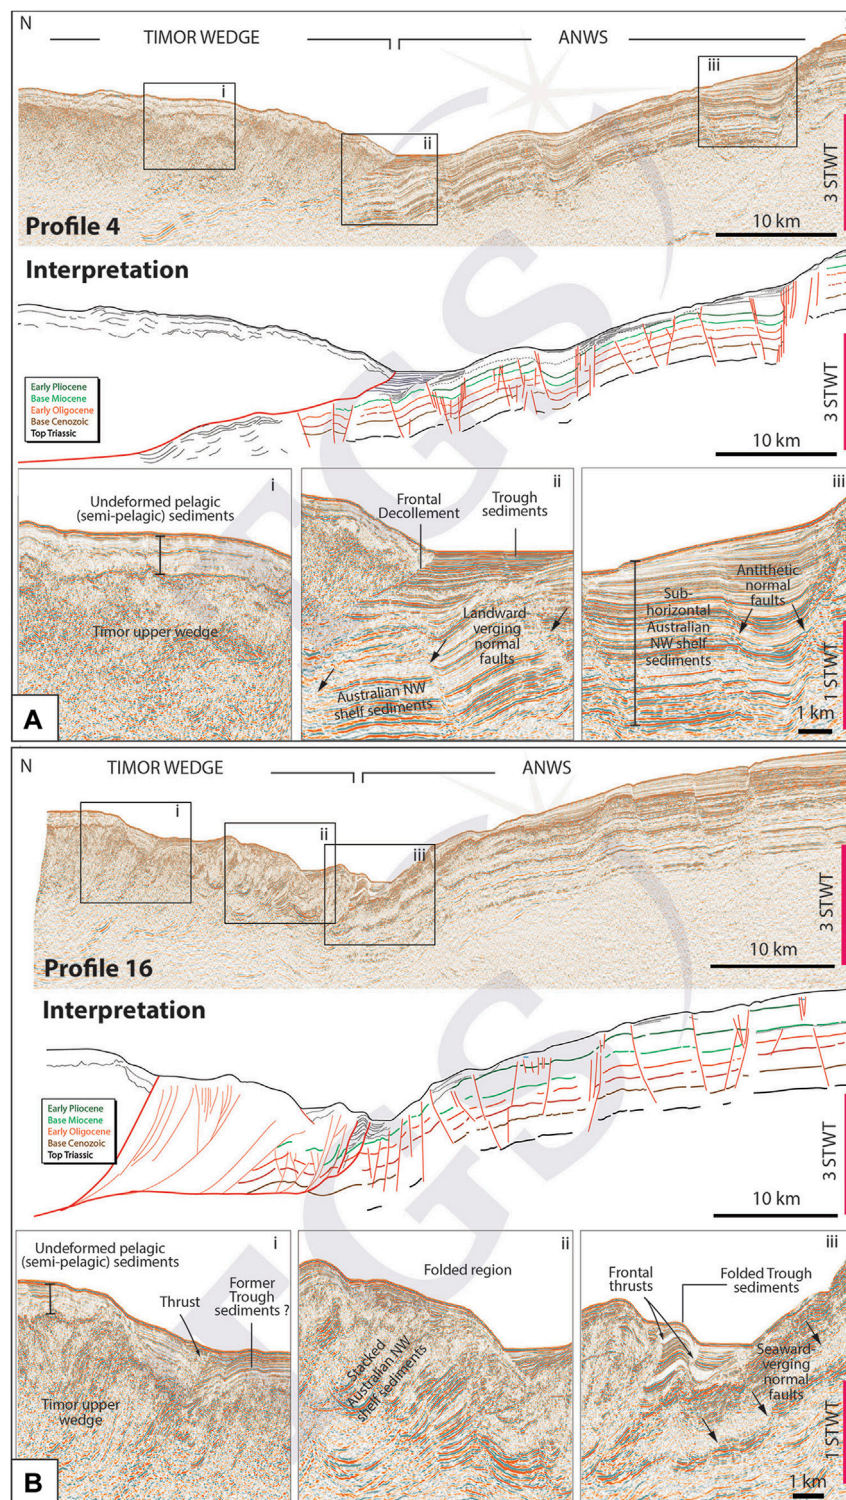 N
TIMOR WEDGE
ANWS
i
ii
iii
3 STWT
Profile 4
10 km
Interpretation
Early Pliocene
Base Miocene
Early Oligocene
Base Cenozoic
Top Triassic
3 STWT
10 km
i
Undeformed pelagic
(semi-pelagic) sediments
Timor upper wedge
ii
Frontal
Decollement
Trough
sediments
Landward-
verging
normal
faults
Australian NW
shelf sediments
iii
Antithetic
normal
faults
Sub-
horizontal
Australian
NW shelf
sediments
1 STWT
1 km
A
N
TIMOR WEDGE
ANWS
i
ii
iii
3 STWT
Profile 16
10 km
Interpretation
Early Pliocene
Base Miocene
Early Oligocene
Base Cenozoic
Top Triassic
3 STWT
10 km
i
Undeformed pelagic
(semi-pelagic) sediments
Thrust
Former
Trough
sediments ?
Timor upper
wedge
ii
Folded region
Stacked
Australian NW
shelf sediments
iii
Frontal
thrusts
Folded Trough
sediments
Seaward-
verging
normal
faults
1 STWT
1 km
B